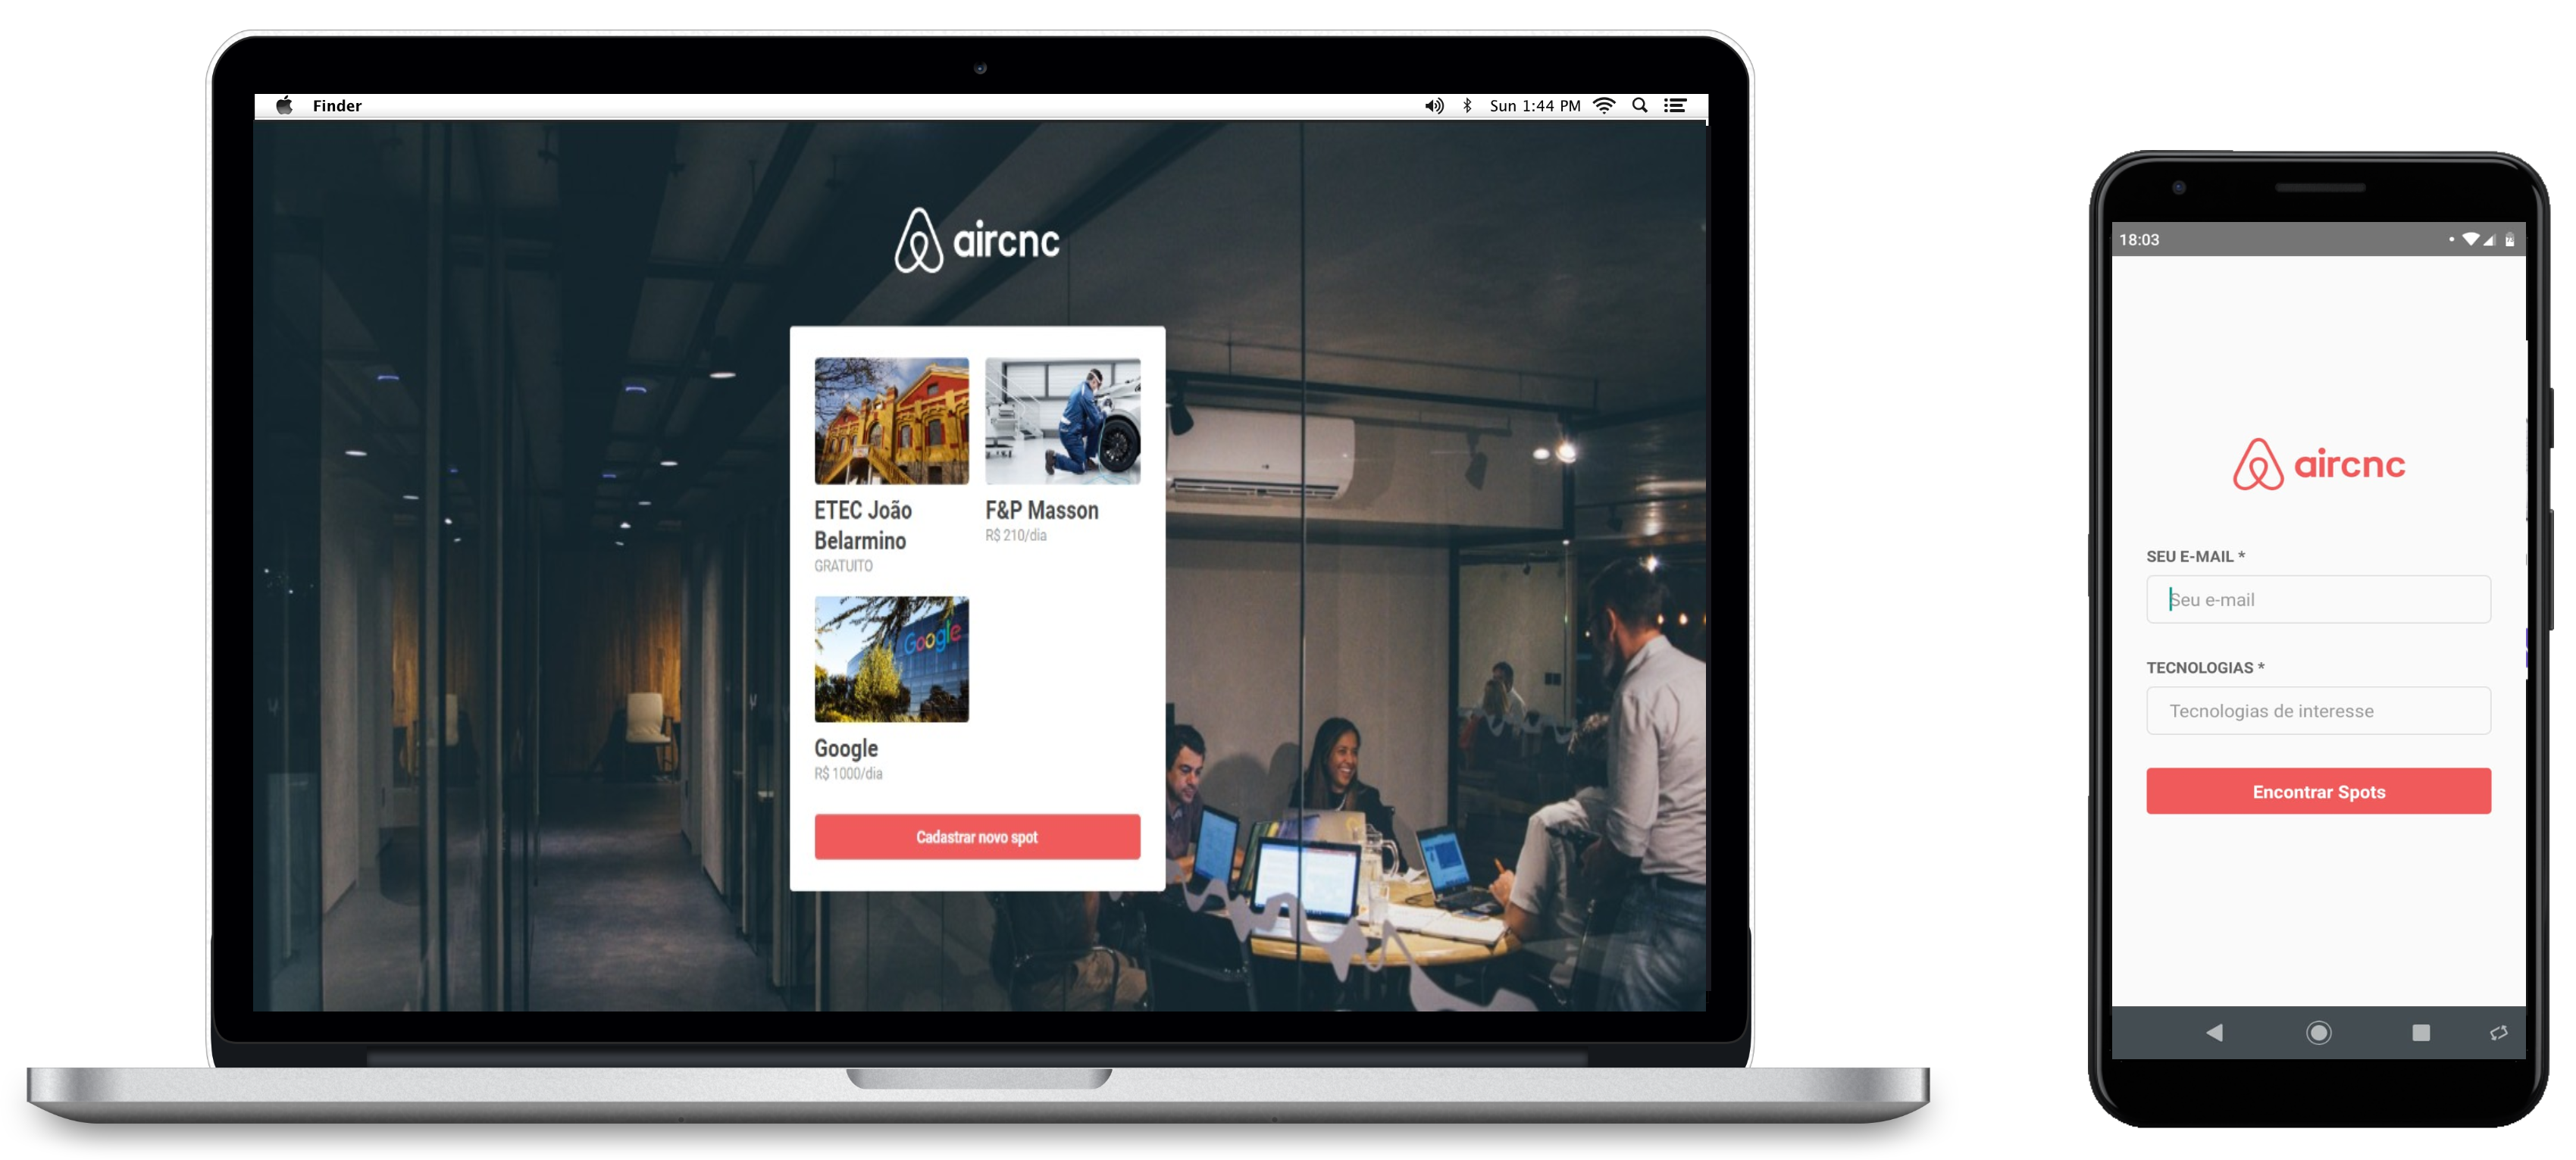 Finder
Sun 1:44 PM
aircnc
ETEC João
Belarmino
GRATUITO
F&P Masson
R$ 210/dia
Google
Google
R$ 1000/dia
Cadastrar novo spot
18:03
aircnc
SEU E-MAIL *
Seu e-mail
TECNOLOGIAS *
Tecnologias de interesse
Encontrar Spots